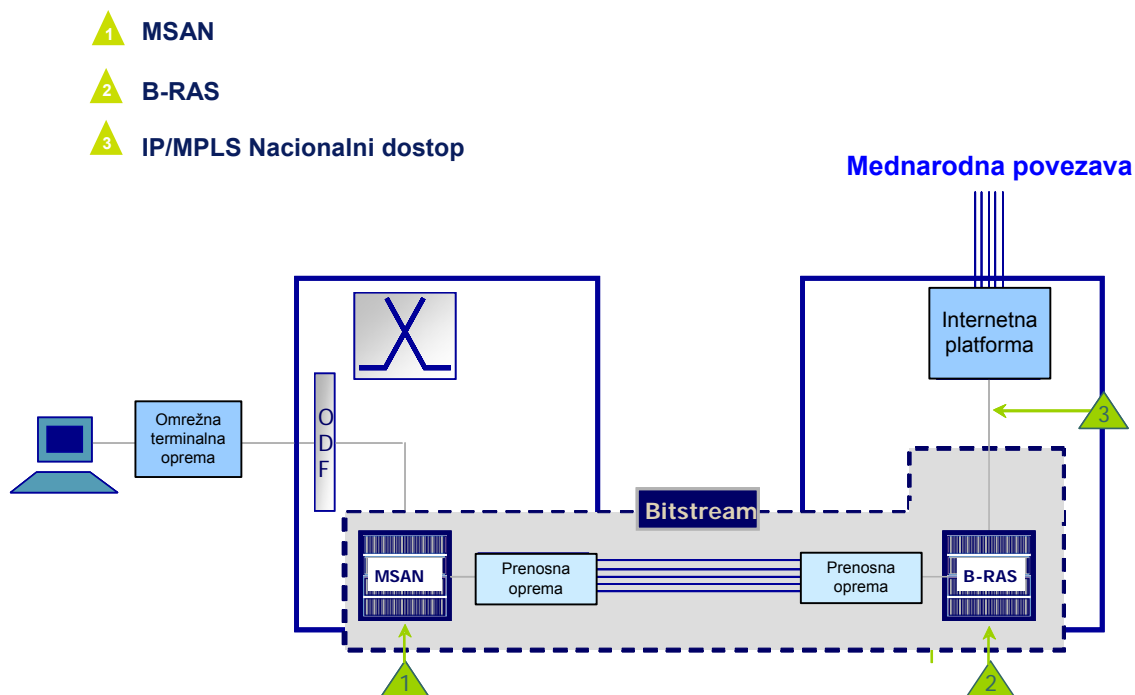 1 MSAN
2 B-RAS
3 IP/MPLS Nacionalni dostop
Mednarodna povezava
Internetna
platforma
3
Omrežna
terminalna
oprema
O
D
F
Bitstream
MSAN
Prenosna
oprema
Prenosna
oprema
B-RAS
1
2